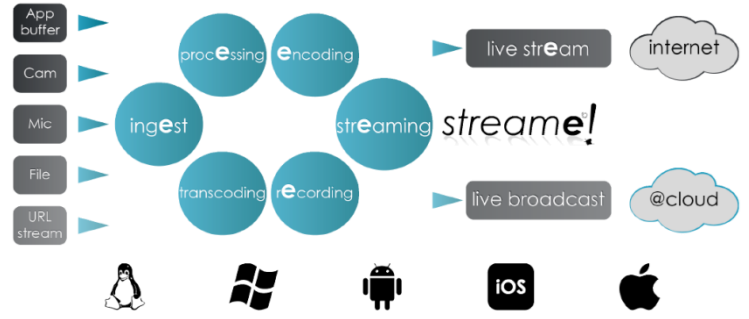 App
buffer
Cam
Mic
File
URL
stream
processing
encoding
ingest
streaming
transcoding
recording
streame!
live stream
internet
live broadcast
@cloud
iOS